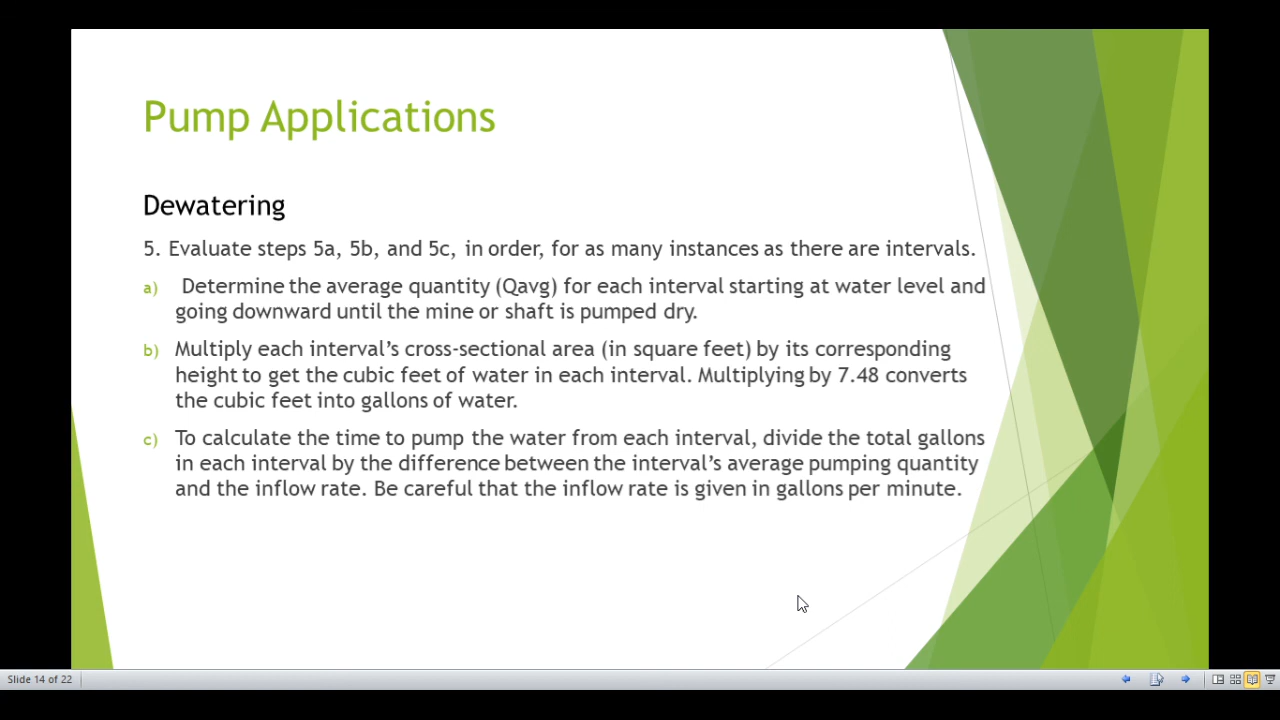 Pump Applications
Dewatering
5. Evaluate steps 5a, 5b, and 5c, in order, for as many instances as there are intervals.
a) Determine the average quantity (Qavg) for each interval starting at water level and
going downward until the mine or shaft is pumped dry.
b) Multiply each interval’s cross-sectional area (in square feet) by its corresponding
height to get the cubic feet of water in each interval. Multiplying by 7.48 converts
the cubic feet into gallons of water.
c) To calculate the time to pump the water from each interval, divide the total gallons
in each interval by the difference between the interval’s average pumping quantity
and the inflow rate. Be careful that the inflow rate is given in gallons per minute.
Slide 14 of 22